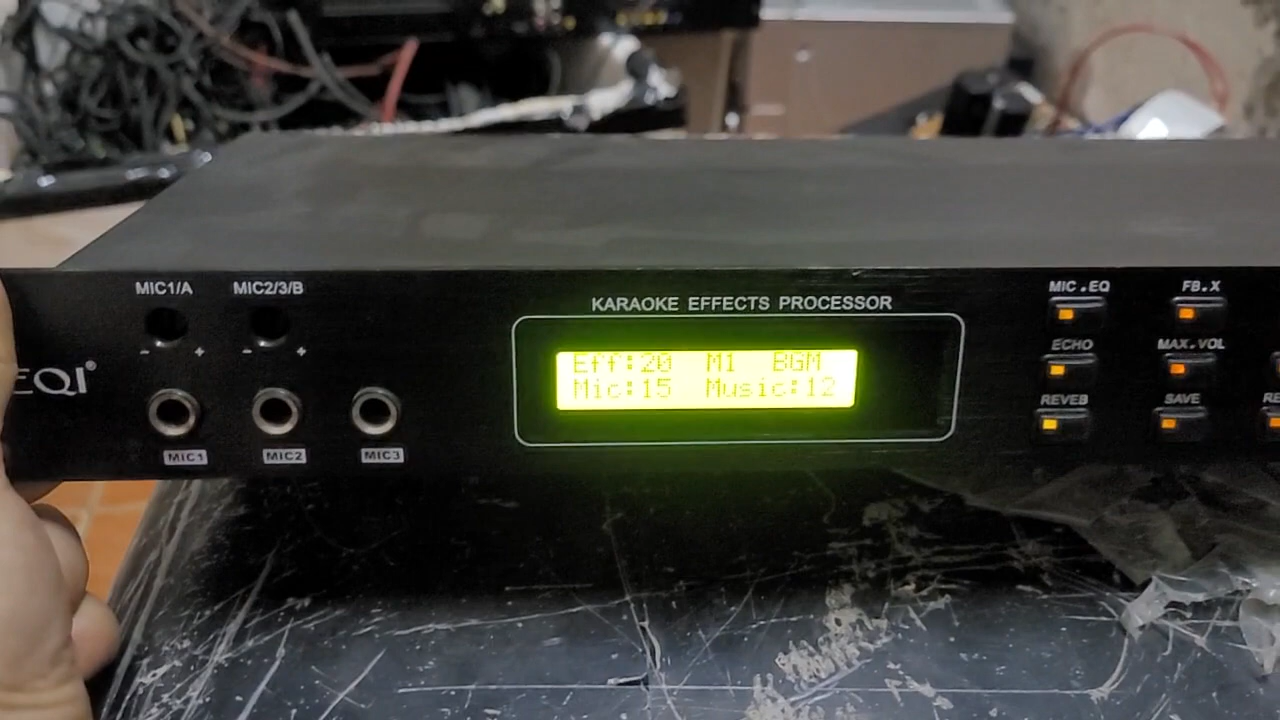 MIC1/A MIC2/3/B
- + - +
EQI®
MIC1 MIC2 MIC3
KARAOKE EFFECTS PROCESSOR
Eff:20 M1 BGM
Mic:15 Music:12
MIC.EQ FB.X
ECHO MAX.VOL
REVEB SAVE RE